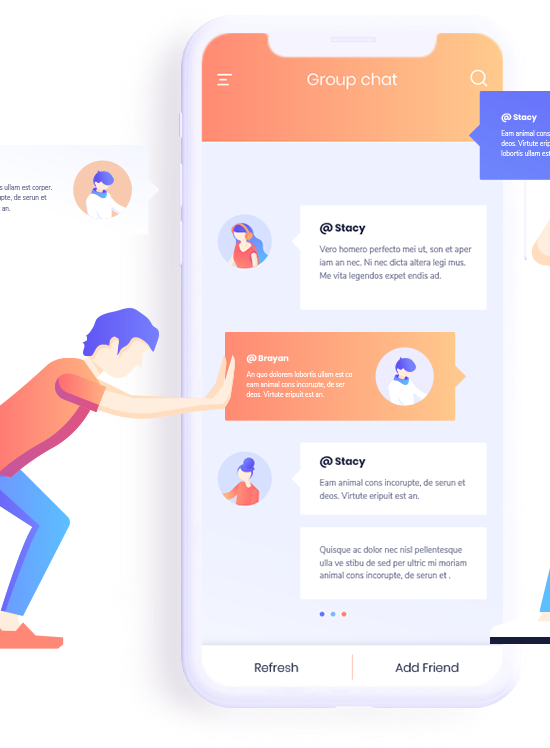 Group chat
@ Stacy
Eam animal cons
deos. Virtute erip
lobortis ullam est
s ullam est corper.
pte, de serun et
an.
@ Stacy
Vero homero perfecto mei ut, son et aper
iam an nec. Ni nec dicta altera legi mus.
Me vita legendos expet endis ad.
@ Brayan
An quo dolorem lobortis ullam est co
eam animal cons incorupte, de ser
deos. Virtute eripuit est an.
@ Stacy
Eam animal cons incorupte, de serun et
deos. Virtute eripuit est an.
Quisque ac dolor nec nisl pellentesque
ulla ve stibu de sed per ultric mi moriam
animal cons incorupte, de serun et .
Refresh
Add Friend